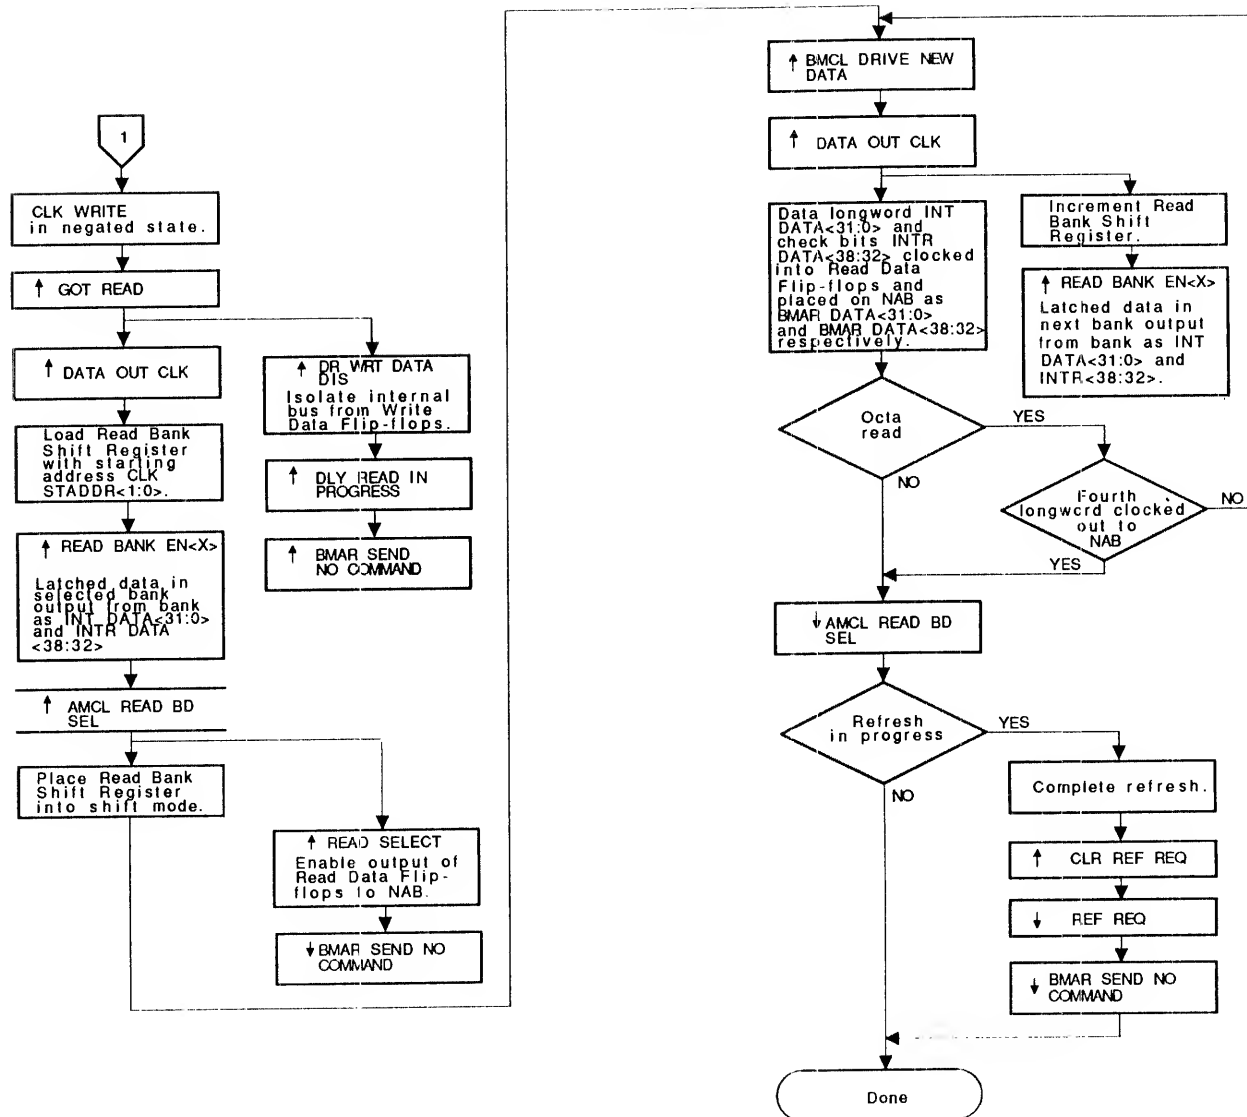 1
CLK WRITE
in negated state.
↑ GOT READ
↑ DATA OUT CLK
Load Read Bank
Shift Register
with starting
address CLK
STADDR<1:0>.
↑ READ BANK EN<X>
Latched data in
selected bank
output from bank
as INT DATA<31:0>
and INTR DATA
<38:32>
↑ AMCL READ BD
SEL
Place Read Bank
Shift Register
into shift mode.
↑ DR WRT DATA
DIS
Isolate internal
bus from Write
Data Flip-flops.
↑ DLY READ IN
PROGRESS
↑ BMAR SEND
NO COMMAND
↑ READ SELECT
Enable output of
Read Data Flip-
flops to NAB.
↓ BMAR SEND NO
COMMAND
↑ BMCL DRIVE NEW
DATA
↑ DATA OUT CLK
Data longword INT
DATA<31:0> and
check bits INTR
DATA<38:32> clocked
into Read Data
Flip-flops and
placed on NAB as
BMAR DATA<31:0>
and BMAR DATA<38:32>
respectively.
Increment Read
Bank Shift
Register.
↑ READ BANK EN<X>
Latched data in
next bank output
from bank as INT
DATA<31:0> and
INTR<38:32>.
Octa
read
YES
NO
Fourth
longword clocked
out to
NAB
NO
YES
↓ AMCL READ BD
SEL
Refresh
in progress
YES
NO
Complete refresh.
↑ CLR REF REQ
↓ REF REQ
↓ BMAR SEND NO
COMMAND
Done